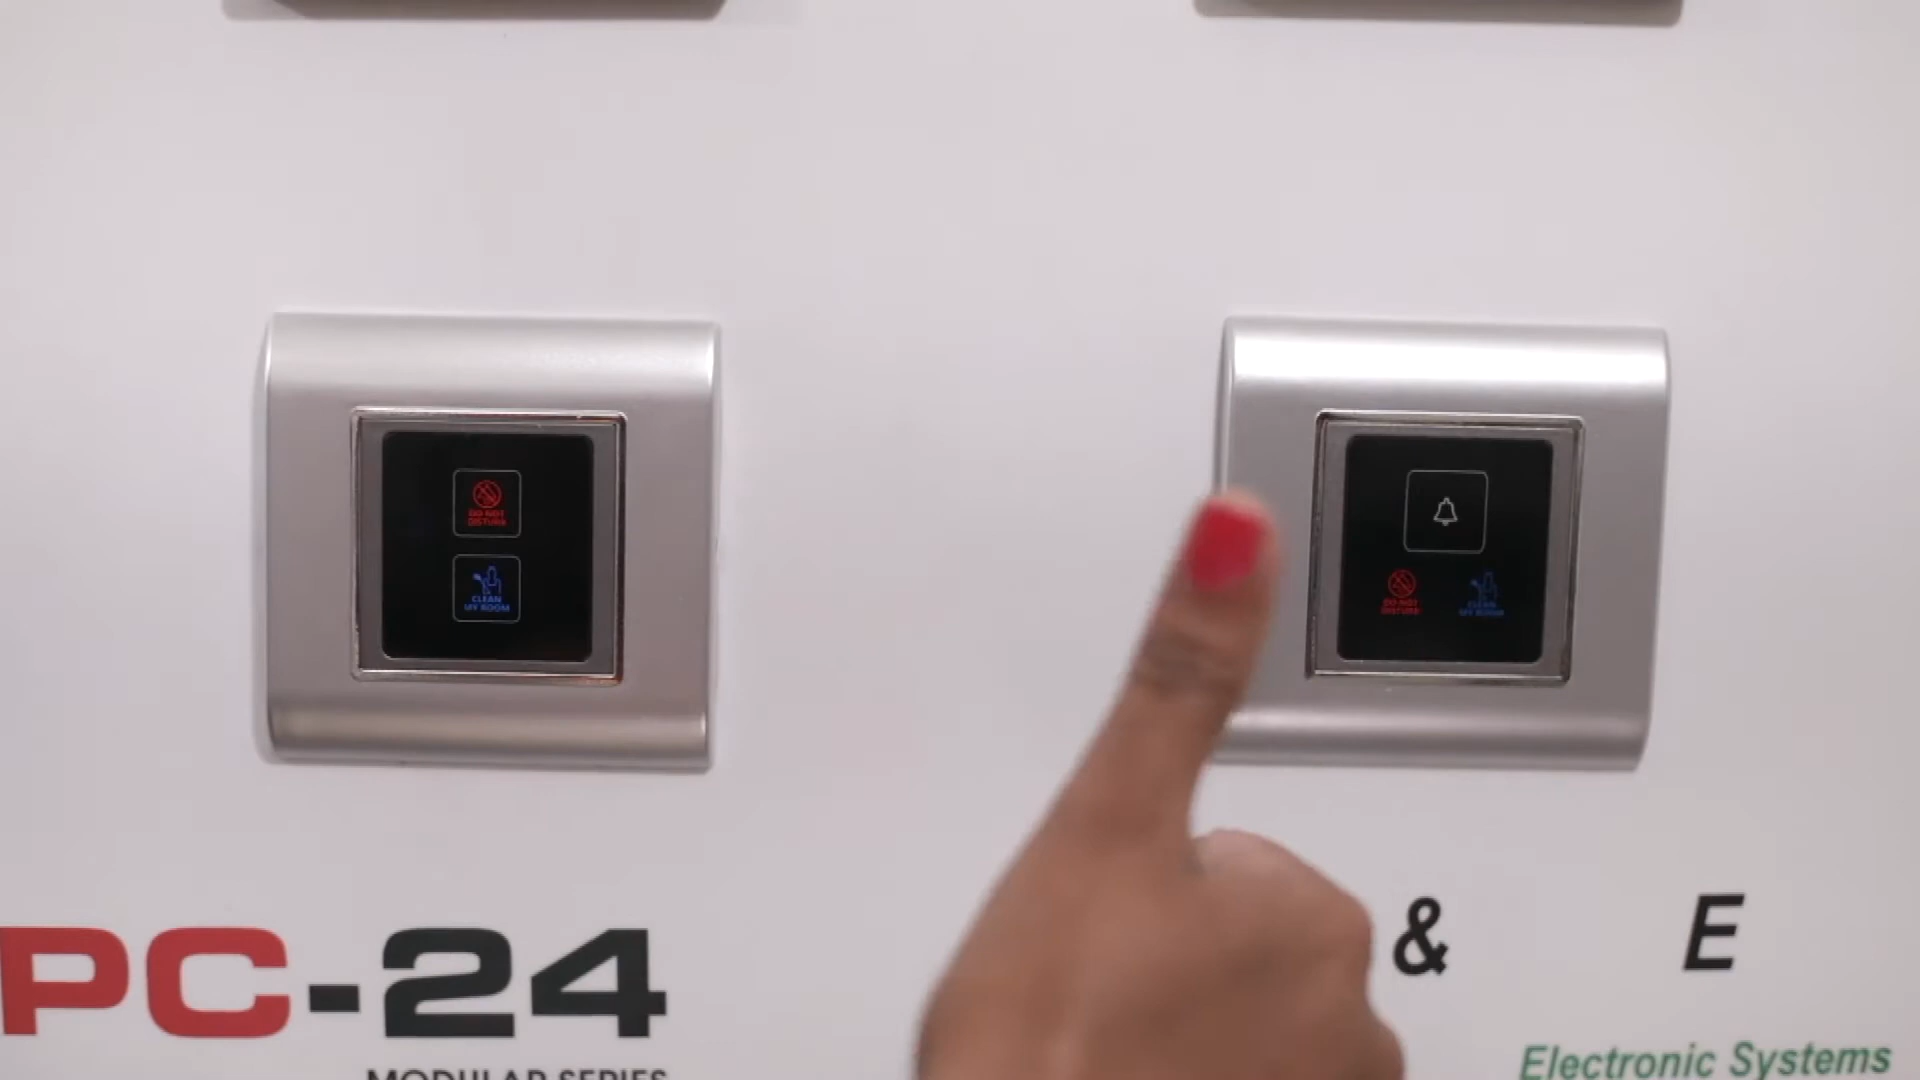 DO NOT
DISTURB
CLEAN
MY ROOM
DO NOT
DISTURB
CLEAN
MY ROOM
PC-24
MODULAR SERIES
& E
Electronic Systems